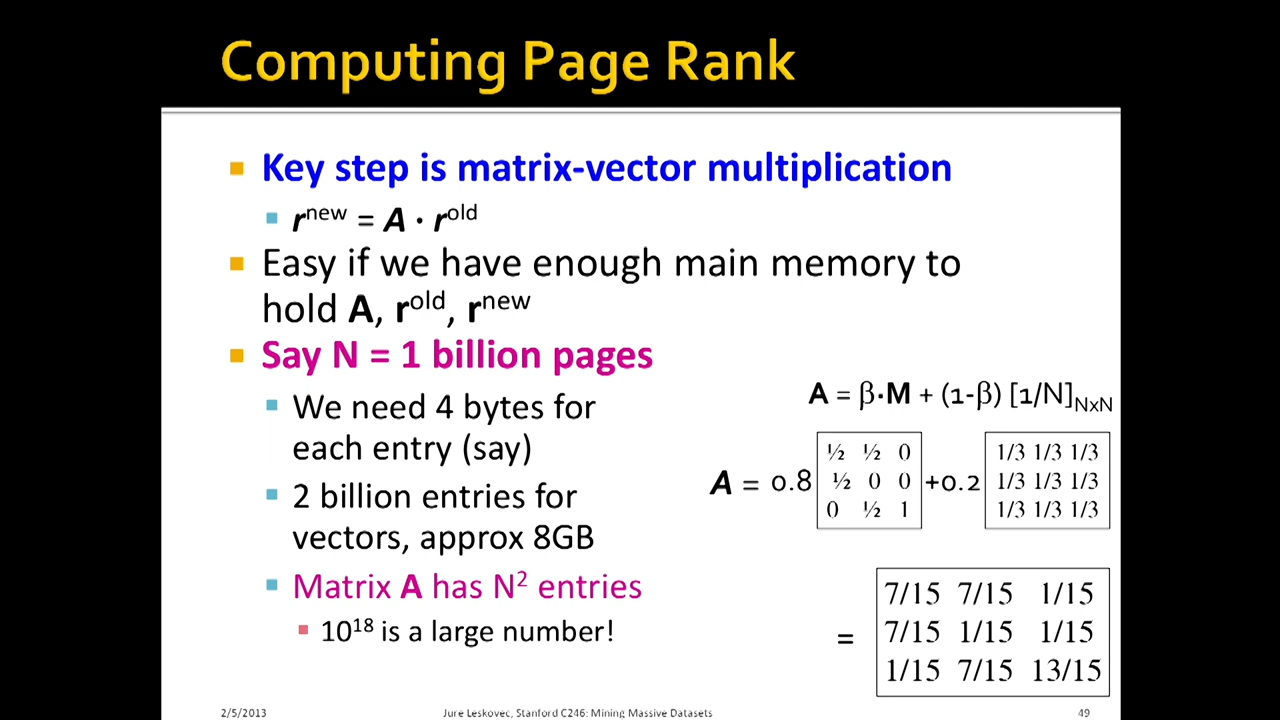 Computing Page Rank
Key step is matrix-vector multiplication
rⁿᵉʷ = A · rᵒˡᵈ
Easy if we have enough main memory to
hold A, rᵒˡᵈ, rⁿᵉʷ
Say N = 1 billion pages
We need 4 bytes for
each entry (say)
2 billion entries for
vectors, approx 8GB
Matrix A has N² entries
10¹⁸ is a large number!
A = β·M + (1-β) [1/N]NxN
½ ½ 0 1/3 1/3 1/3
A = 0.8 ½ 0 0 +0.2 1/3 1/3 1/3
0 ½ 1 1/3 1/3 1/3
7/15 7/15 1/15
= 7/15 1/15 1/15
1/15 7/15 13/15
2/5/2013 Jure Leskovec, Stanford C246: Mining Massive Datasets 49